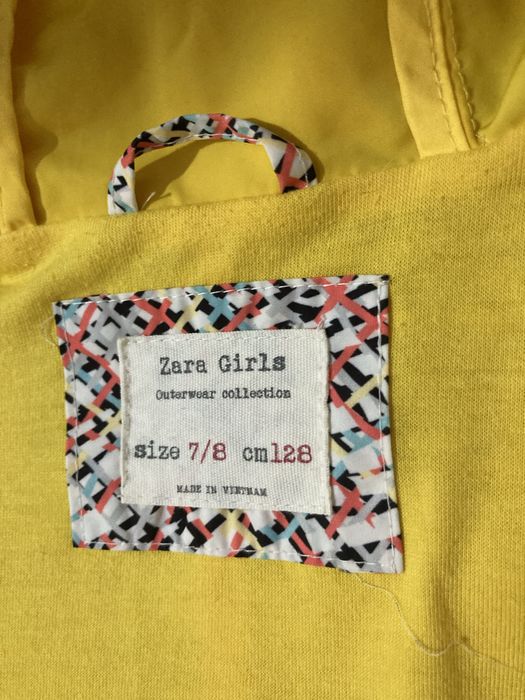 Zara Girls
Outerwear collection
size 7/8 cm128
MADE IN VIETNAM